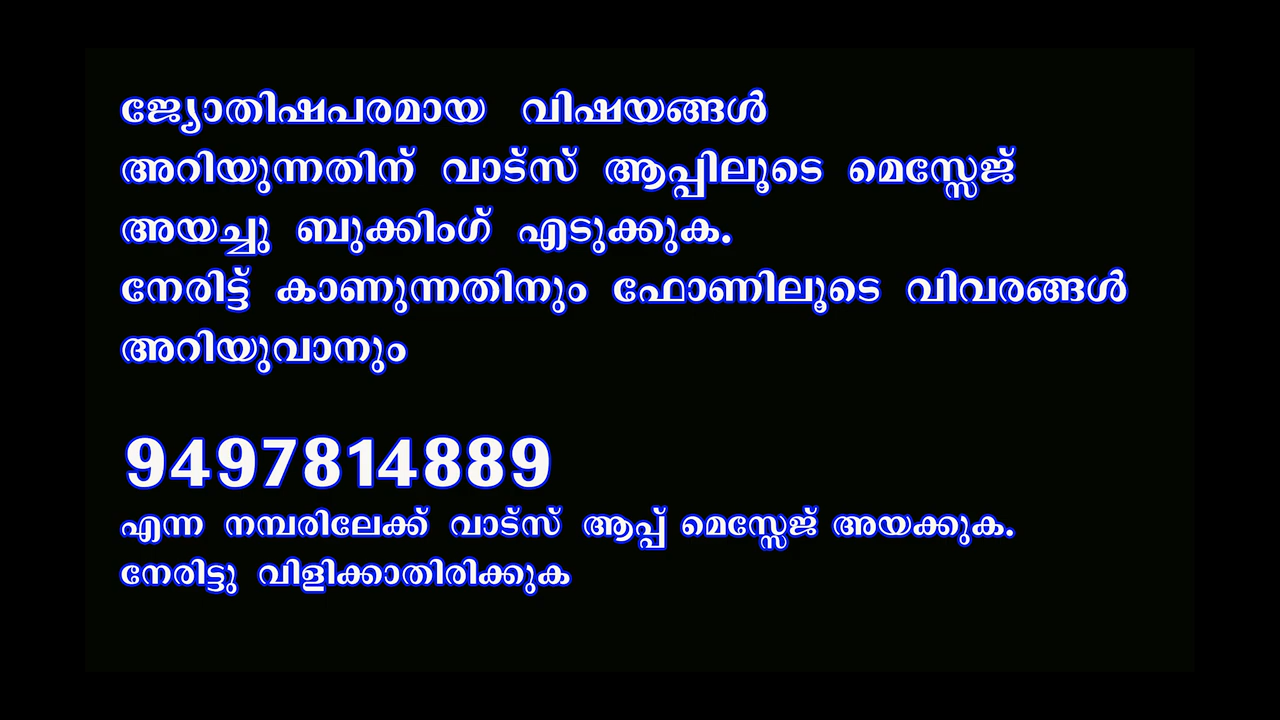 ജ്യോതിഷപരമായ വിഷയങ്ങൾ
അറിയുന്നതിന് വാട്സ് ആപ്പിലൂടെ മെസ്സേജ്
അയച്ചു ബുക്കിംഗ് എടുക്കുക.
നേരിട്ട് കാണുന്നതിനും ഫോണിലൂടെ വിവരങ്ങൾ
അറിയുവാനും
9497814889
എന്ന നമ്പരിലേക്ക് വാട്സ് ആപ്പ് മെസ്സേജ് അയക്കുക.
നേരിട്ടു വിളിക്കാതിരിക്കുക